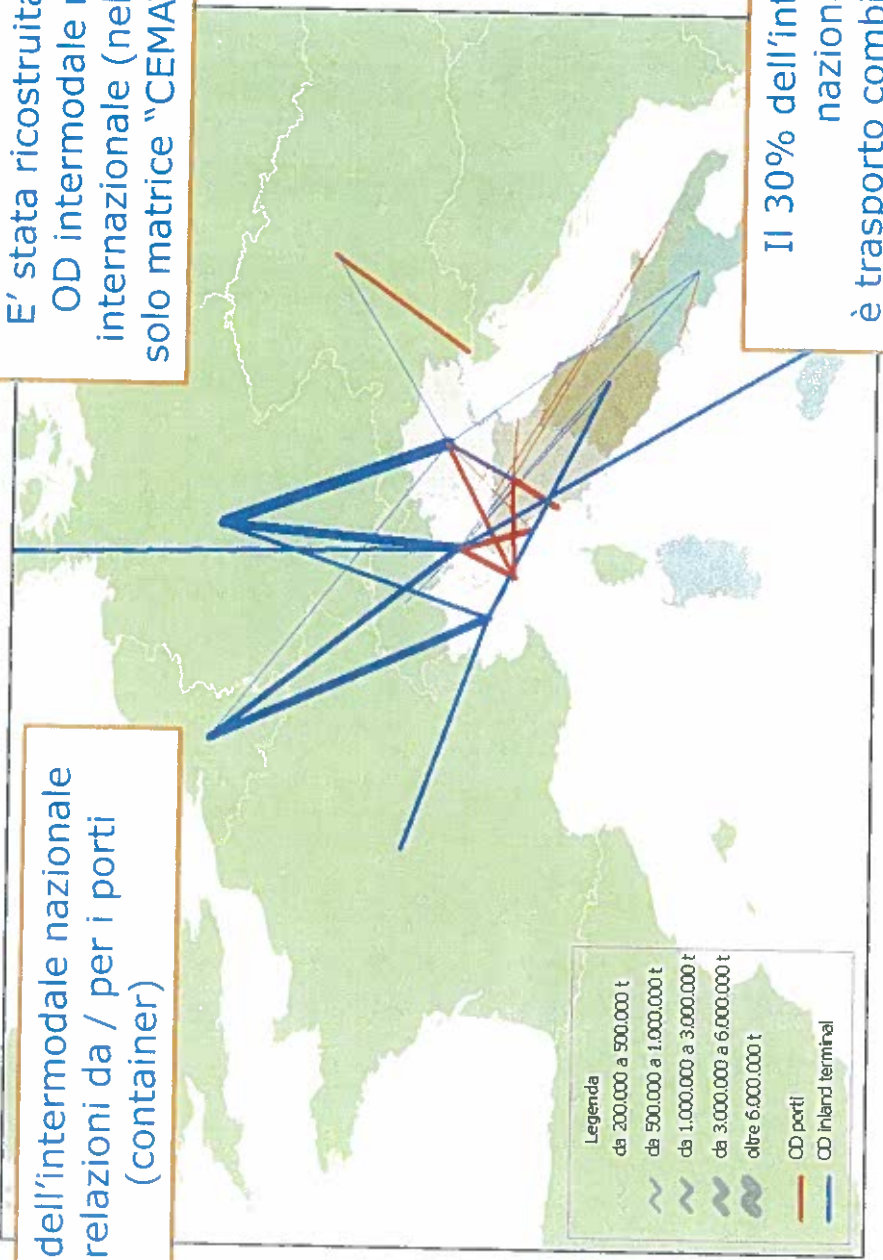 dell'intermodale nazionale
relazioni da / per i porti
(container)
E' stata ricostruita
OD intermodale
internazionale (nel
solo matrice "CEMA
Il 30% dell'int
nazion
è trasporto combi
Legenda
da 200.000 a 500.000 t
da 500.000 a 1.000.000 t
da 1.000.000 a 3.000.000 t
da 3.000.000 a 6.000.000 t
oltre 6.000.000 t
OD porti
OD inland terminal